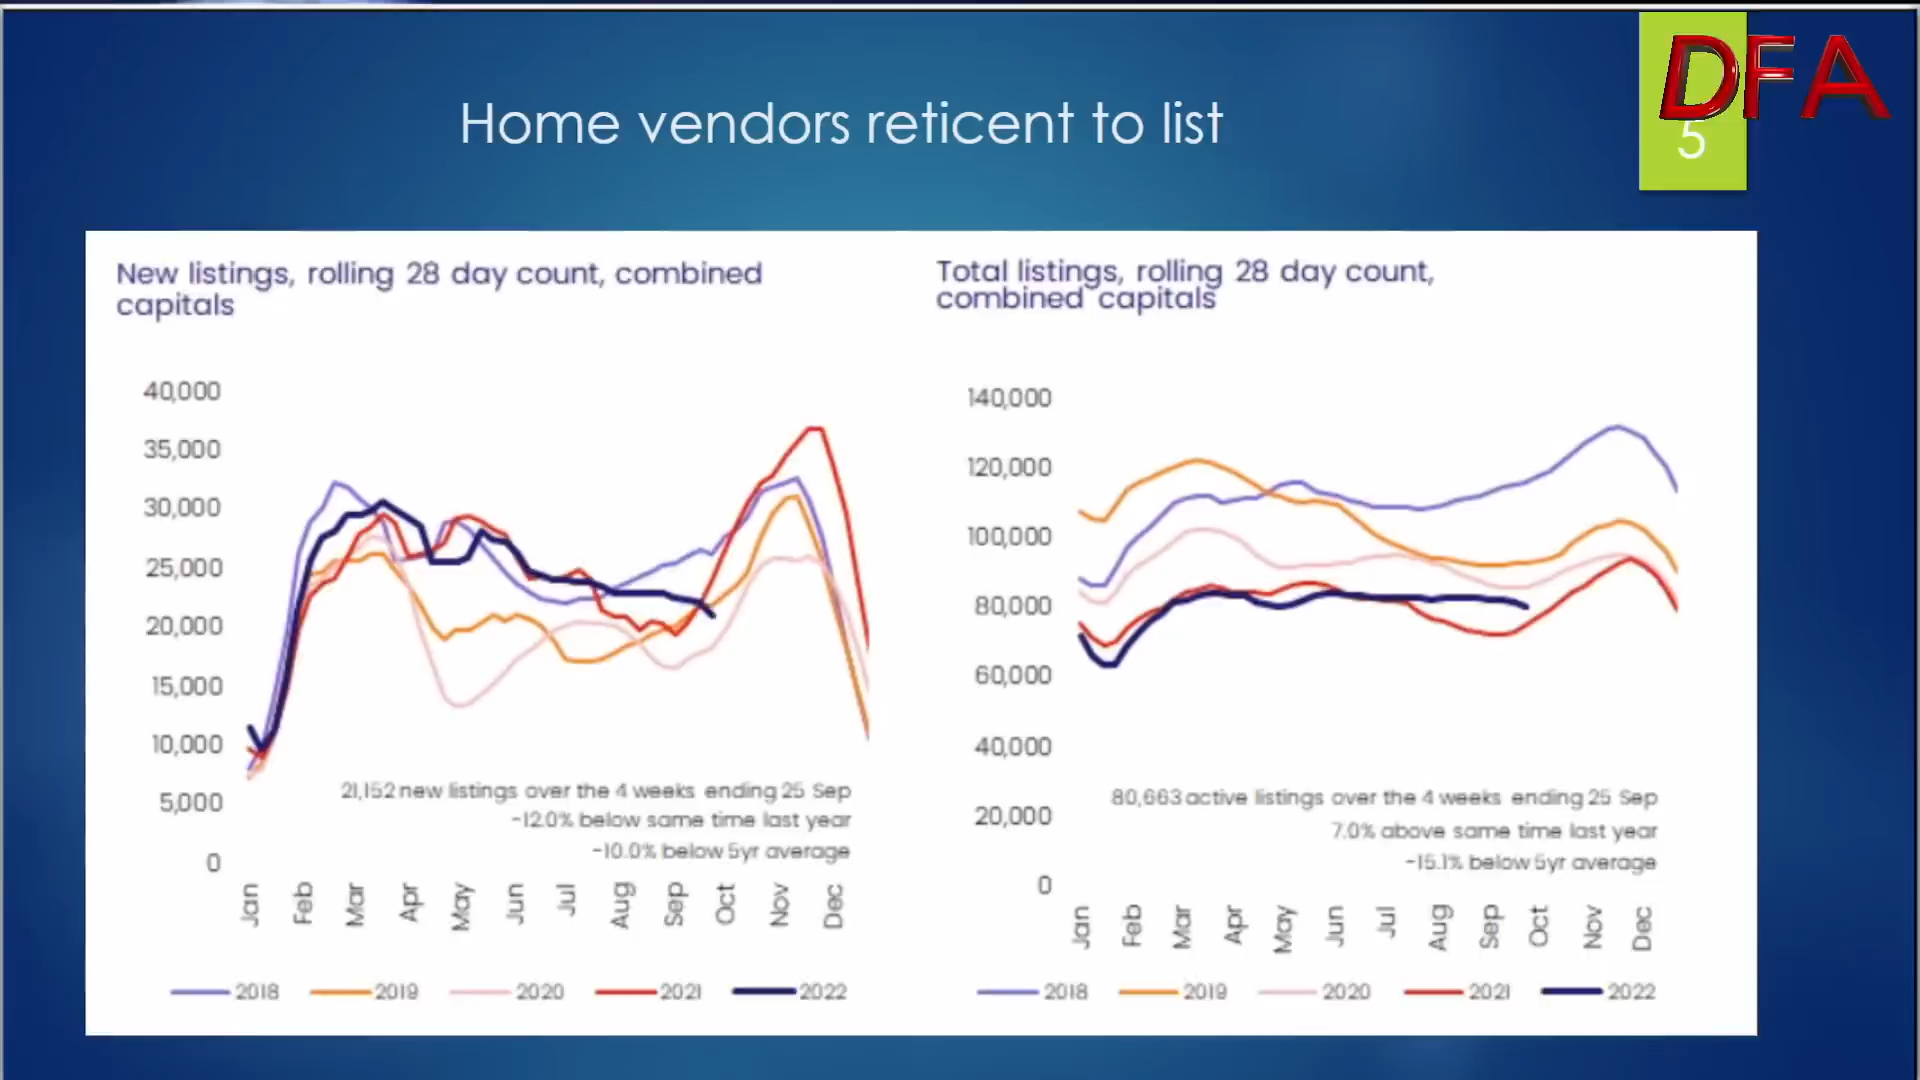 DFA
5
Home vendors reticent to list
New listings, rolling 28 day count, combined
capitals
40,000
35,000
30,000
25,000
20,000
15,000
10,000
5,000
0
21,152 new listings over the 4 weeks ending 25 Sep
-12.0% below same time last year
-10.0% below 5yr average
Jan Feb Mar Apr May Jun Jul Aug Sep Oct Nov Dec
2018 2019 2020 2021 2022
Total listings, rolling 28 day count,
combined capitals
140,000
120,000
100,000
80,000
60,000
40,000
20,000
0
80,663 active listings over the 4 weeks ending 25 Sep
7.0% above same time last year
-15.1% below 5yr average
Jan Feb Mar Apr May Jun Jul Aug Sep Oct Nov Dec
2018 2019 2020 2021 2022